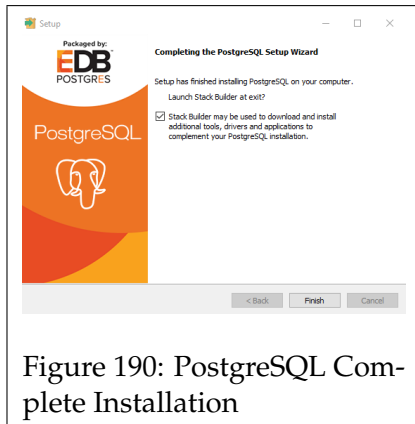 Setup
Packaged by:
EDB
POSTGRES
PostgreSQL
Completing the PostgreSQL Setup Wizard
Setup has finished installing PostgreSQL on your computer.
Launch Stack Builder at exit?
Stack Builder may be used to download and install
additional tools, drivers and applications to
complement your PostgreSQL installation.
< Back
Finish
Cancel
Figure 190: PostgreSQL Com-
plete Installation